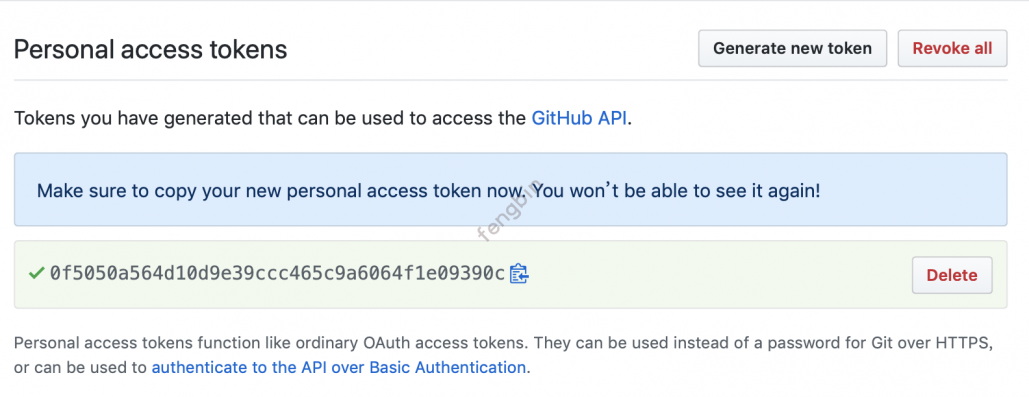 Personal access tokens
Generate new token
Revoke all
Tokens you have generated that can be used to access the GitHub API.
Make sure to copy your new personal access token now. You won't be able to see it again!
fengbin
0f5050a564d10d9e39ccc465c9a6064f1e09390c
Delete
Personal access tokens function like ordinary OAuth access tokens. They can be used instead of a password for Git over HTTPS,
or can be used to authenticate to the API over Basic Authentication.